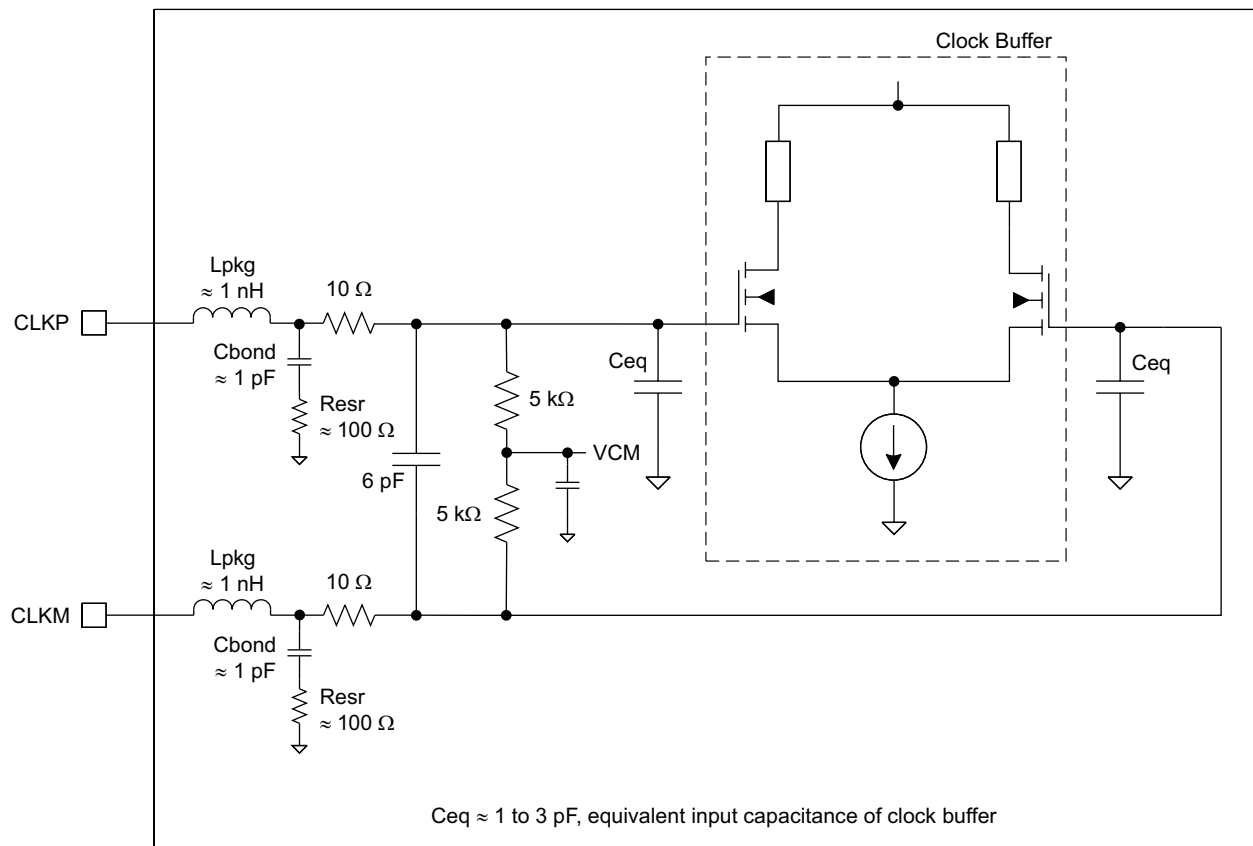 Clock Buffer
Lpkg
≈ 1 nH
10 Ω
CLKP
Cbond
≈ 1 pF
Resr
≈ 100 Ω
6 pF
5 kΩ
VCM
5 kΩ
Ceq
Ceq
Lpkg
≈ 1 nH
10 Ω
CLKM
Cbond
≈ 1 pF
Resr
≈ 100 Ω
Ceq ≈ 1 to 3 pF, equivalent input capacitance of clock buffer